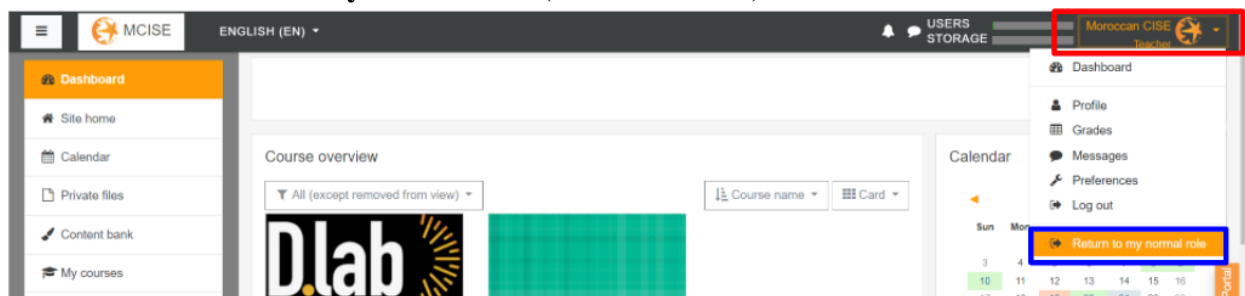 MCISE
ENGLISH (EN)
USERS
STORAGE
Moroccan CISE
Teacher
Dashboard
Site home
Calendar
Private files
Content bank
My courses
Course overview
All (except removed from view)
Course name
Card
D.lab
Calendar
Sun Mon
3 4
10 11 12 13 14 15 16
Dashboard
Profile
Grades
Messages
Preferences
Log out
Return to my normal role
Portal